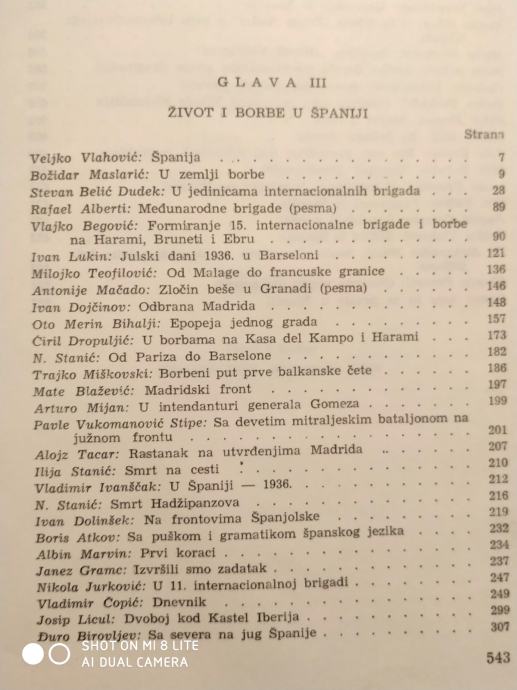 GLAVA III
ŽIVOT I BORBE U ŠPANIJI
Strana
Veljko Vlahović: Španija . . . . . . . . . . . . . . . 7
Božidar Maslarić: U zemlji borbe . . . . . . . . . . . 9
Stevan Belić Dudek: U jedinicama internacionalnih brigada . . . 28
Rafael Alberti: Međunarodne brigade (pesma) . . . . . . . 89
Vlajko Begović: Formiranje 15. internacionalne brigade i borbe
na Harami, Bruneti i Ebru . . . . . . . . . . . 90
Ivan Lukin: Julski dani 1936. u Barseloni . . . . . . . . 121
Milojko Teofilović: Od Malage do francuske granice . . . . . 136
Antonije Mačado: Zločin beše u Granadi (pesma) . . . . . . 146
Ivan Dojčinov: Odbrana Madrida . . . . . . . . . . . 148
Oto Merin Bihalji: Epopeja jednog grada . . . . . . . . 157
Ćiril Dropuljić: U borbama na Kasa del Kampo i Harami . . . 173
N. Stanić: Od Pariza do Barselone . . . . . . . . . . 182
Trajko Miškovski: Borbeni put prve balkanske čete . . . . . 186
Mate Blažević: Madridski front . . . . . . . . . . . 197
Arturo Mijan: U intendanturi generala Gomeza . . . . . . 199
Pavle Vukomanović Stipe: Sa devetim mitraljeskim bataljonom na
južnom frontu . . . . . . . . . . . . . . 201
Alojz Tacar: Rastanak na utvrđenjima Madrida . . . . . . 207
Ilija Stanić: Smrt na cesti . . . . . . . . . . . . . 210
Vladimir Ivanščak: U Španiji — 1936. . . . . . . . . . 212
N. Stanić: Smrt Hadžipanzova . . . . . . . . . . . . 216
Ivan Dolinšek: Na frontovima Španjolske . . . . . . . . 219
Boris Atkov: Sa puškom i gramatikom španskog jezika . . . . 232
Albin Marvin: Prvi koraci . . . . . . . . . . . . . 234
Janez Grame: Izvršili smo zadatak . . . . . . . . . . 237
Nikola Jurković: U 11. internacionalnoj brigadi . . . . . . 247
Vladimir Ćopić: Dnevnik . . . . . . . . . . . . . 249
Josip Licul: Dvoboj kod Kastel Iberija . . . . . . . . . 299
Đuro Birovljev: Sa severa na jug Španije . . . . . . . . 307
SHOT ON MI 8 LITE
AI DUAL CAMERA
543